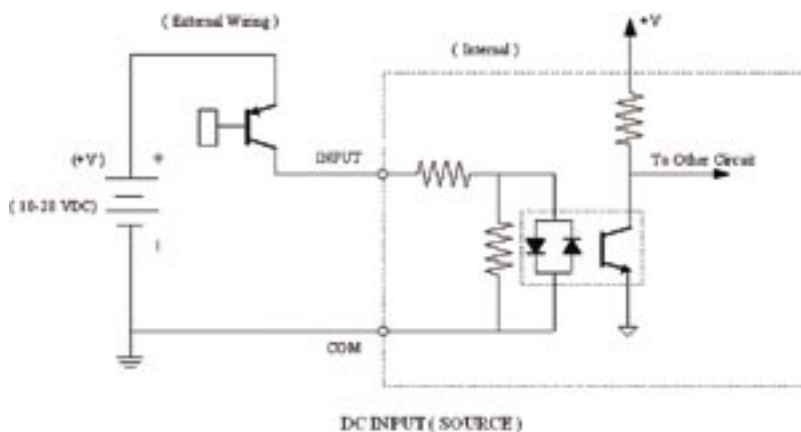 ( External Wiring)
+V
( Internal )
INPUT
To Other Circuit
(+V)
+
( 10-28 VDC)
–
COM
DC INPUT ( SOURCE )